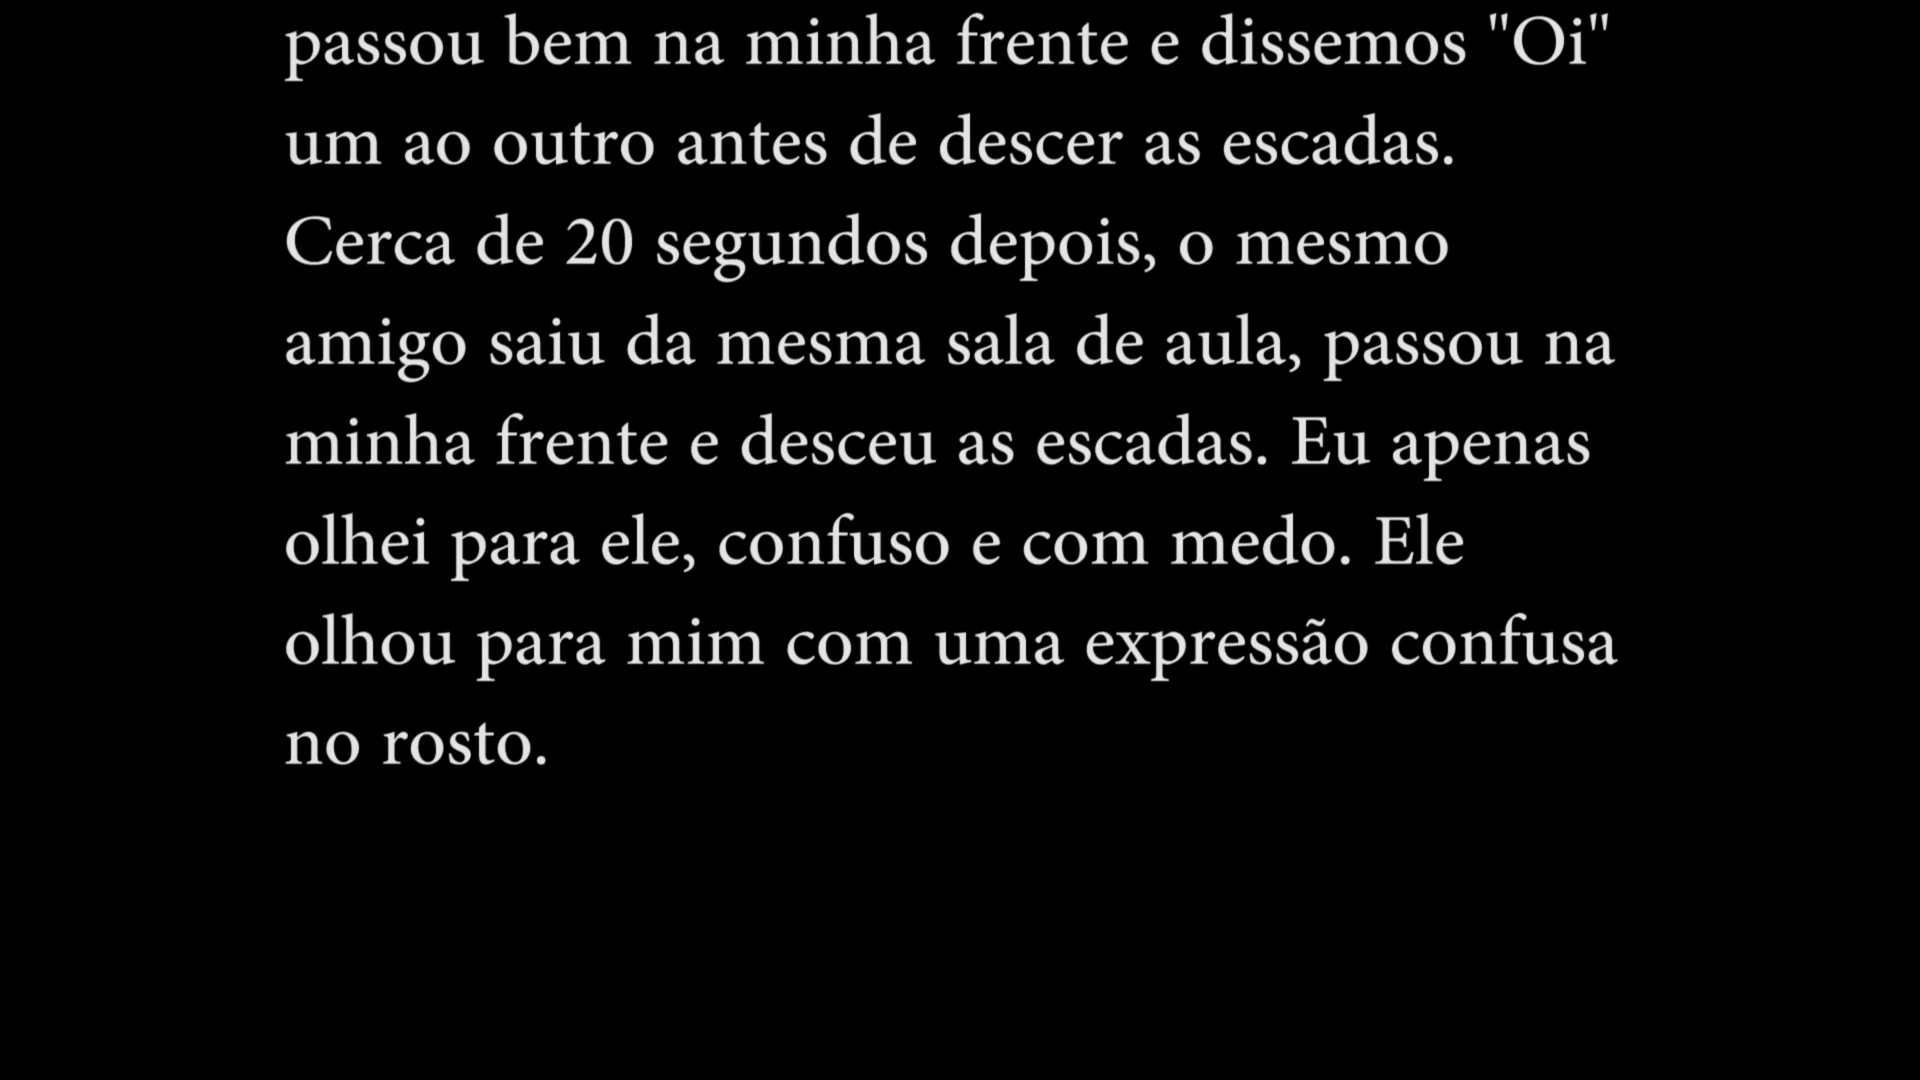 passou bem na minha frente e dissemos "Oi"
um ao outro antes de descer as escadas.
Cerca de 20 segundos depois, o mesmo
amigo saiu da mesma sala de aula, passou na
minha frente e desceu as escadas. Eu apenas
olhei para ele, confuso e com medo. Ele
olhou para mim com uma expressão confusa
no rosto.